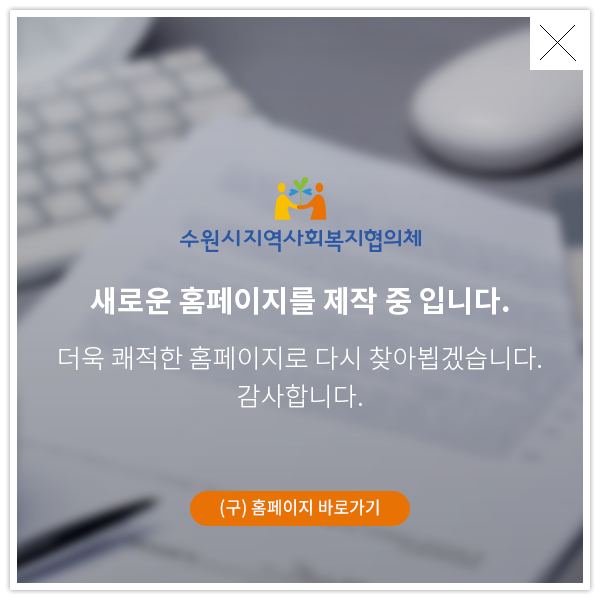 수원시지역사회복지협의체
새로운 홈페이지를 제작 중 입니다.
더욱 쾌적한 홈페이지로 다시 찾아뵙겠습니다.
감사합니다.
(구) 홈페이지 바로가기